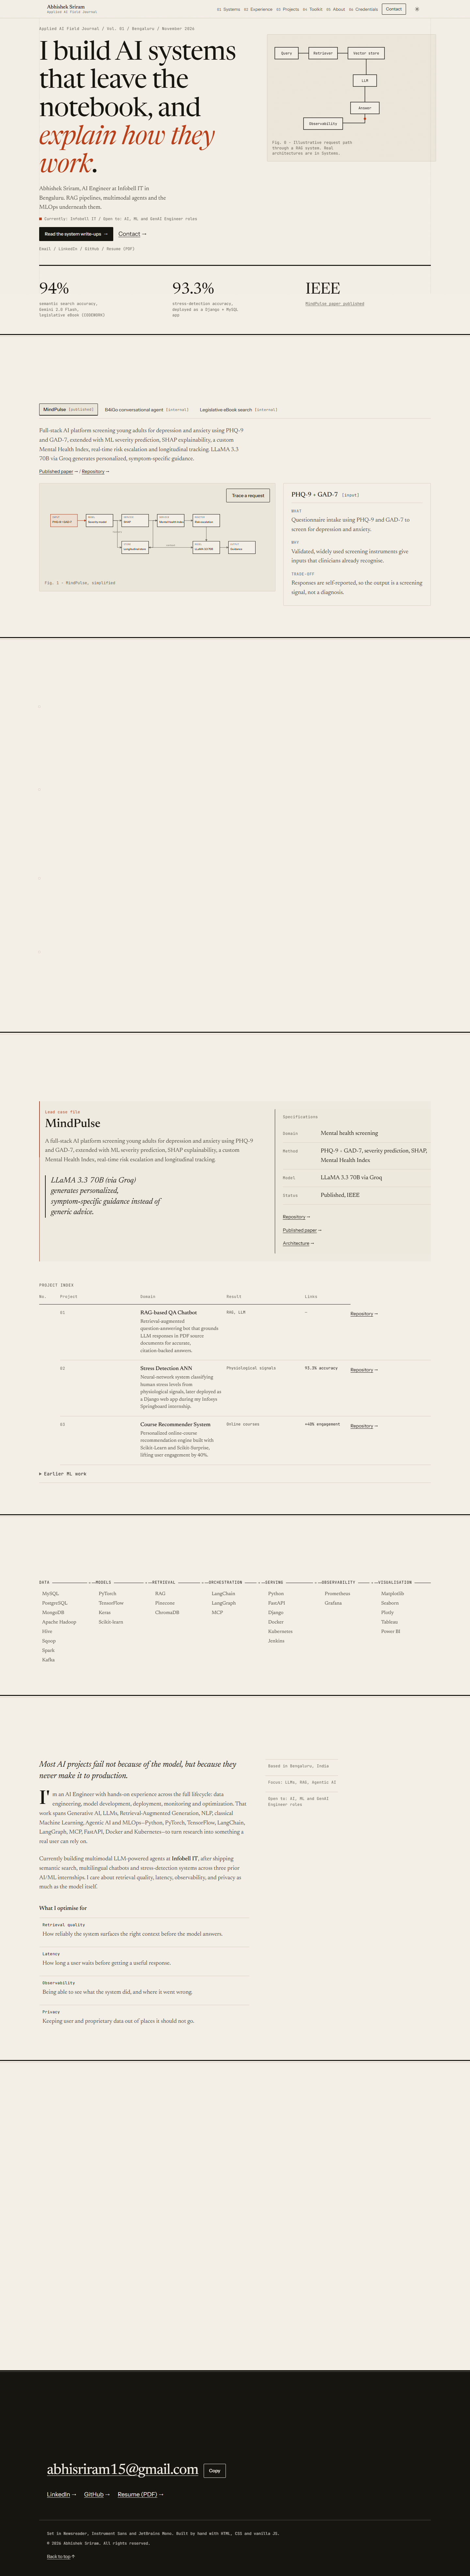 Abhishek Sriram
Applied AI Field Journal
01 Systems 02 Experience 03 Projects 04 Toolkit 05 About 06 Credentials Contact
Applied AI Field Journal / Vol. 01 / Bengaluru / November 2026
I build AI systems
that leave the
notebook, and
explain how they
work.
Abhishek Sriram, AI Engineer at Infobell IT in
Bengaluru. RAG pipelines, multimodal agents and the
MLOps underneath them.
Currently: Infobell IT / Open to: AI, ML and GenAI Engineer roles
Read the system write-ups →
Contact →
Email / LinkedIn / GitHub / Resume (PDF)
Query
Retriever
Vector store
LLM
Answer
Observability
Fig. 0 - Illustrative request path
through a RAG system. Real
architectures are in Systems.
94%
semantic search accuracy,
Gemini 2.0 Flash,
legislative eBook (CODEWORK)
93.3%
stress-detection accuracy,
deployed as a Django + MySQL
app
IEEE
MindPulse paper published
MindPulse [published]
B4iGo conversational agent [internal]
Legislative eBook search [internal]
Full-stack AI platform screening young adults for depression and anxiety using PHQ-9
and GAD-7, extended with ML severity prediction, SHAP explainability, a custom
Mental Health Index, real-time risk escalation and longitudinal tracking. LLaMA 3.3
70B via Groq generates personalized, symptom-specific guidance.
Published paper → / Repository →
Trace a request
PHQ-9 + GAD-7
Severity model
SHAP
Mental Health Index
Risk escalation
Longitudinal store
LLaMA 3.3 70B
Guidance
Fig. 1 - MindPulse, simplified
PHQ-9 + GAD-7 [input]
WHAT
Questionnaire intake using PHQ-9 and GAD-7 to
screen for depression and anxiety.
WHY
Validated, widely used screening instruments give
inputs that clinicians already recognise.
TRADE-OFF
Responses are self-reported, so the output is a screening
signal, not a diagnosis.
Lead case file
MindPulse
A full-stack AI platform screening young adults for depression and anxiety using PHQ-9
and GAD-7, extended with ML severity prediction, SHAP explainability, a custom
Mental Health Index, real-time risk escalation and longitudinal tracking.
LLaMA 3.3 70B (via Groq)
generates personalized,
symptom-specific guidance instead of
generic advice.
Specifications
Domain Mental health screening
Method PHQ-9 + GAD-7, severity prediction, SHAP,
Mental Health Index
Model LLaMA 3.3 70B via Groq
Status Published, IEEE
Repository →
Published paper →
Architecture →
PROJECT INDEX
No. Project Domain Result Links
01 RAG-based QA Chatbot RAG, LLM – Repository →
Retrieval-augmented
question-answering bot that grounds
LLM responses in PDF source
documents for accurate,
citation-backed answers.
02 Stress Detection ANN Physiological signals 93.3% accuracy Repository →
Neural-network system classifying
human stress levels from
physiological signals, later deployed as
a Django web app during my Infosys
Springboard internship.
03 Course Recommender System Online courses +40% engagement Repository →
Personalized online-course
recommendation engine built with
Scikit-Learn and Scikit-Surprise,
lifting user engagement by 40%.
▶ Earlier ML work
DATA MODELS RETRIEVAL ORCHESTRATION SERVING OBSERVABILITY VISUALISATION
MySQL PyTorch RAG LangChain Python Prometheus Matplotlib
PostgreSQL TensorFlow Pinecone LangGraph FastAPI Grafana Seaborn
MongoDB Keras ChromaDB MCP Django Plotly
Apache Hadoop Scikit-learn Docker Tableau
Hive Kubernetes Power BI
Sqoop Jenkins
Spark
Kafka
Most AI projects fail not because of the model, but because they
never make it to production.
I'm an AI Engineer with hands-on experience across the full lifecycle: data
engineering, model development, deployment, monitoring and optimisation. That
work spans Generative AI, LLMs, Retrieval-Augmented Generation, NLP, classical
Machine Learning, Agentic AI and MLOps—Python, PyTorch, TensorFlow, LangChain,
LangGraph, MCP, FastAPI, Docker and Kubernetes—to turn research into something a
real user can rely on.
Currently building multimodal LLM-powered agents at Infobell IT, after shipping
semantic search, multilingual chatbots and stress-detection systems across three prior
AI/ML internships. I care about retrieval quality, latency, observability, and privacy as
much as the model itself.
Based in Bengaluru, India
Focus: LLMs, RAG, Agentic AI
Open to: AI, ML and GenAI
Engineer roles
What I optimise for
Retrieval quality
How reliably the system surfaces the right context before the model answers.
Latency
How long a user waits before getting a useful response.
Observability
Being able to see what the system did, and where it went wrong.
Privacy
Keeping user and proprietary data out of places it should not go.
abhisriram15@gmail.com Copy
LinkedIn → GitHub → Resume (PDF) →
Set in Newsreader, Instrument Sans and JetBrains Mono. Built by hand with HTML, CSS and vanilla JS.
© 2026 Abhishek Sriram. All rights reserved.
Back to top ↑